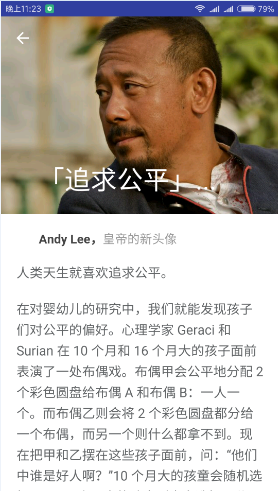 晚上11:23
79%
「追求公平」...
Andy Lee，皇帝的新头像
人类天生就喜欢追求公平。
在对婴幼儿的研究中，我们就能发现孩子
们对公平的偏好。心理学家 Geraci 和
Surian 在 10 个月和 16 个月大的孩子面前
表演了一处布偶戏。布偶甲会公平地分配 2
个彩色圆盘给布偶 A 和布偶 B：一人一
个。而布偶乙则会将 2 个彩色圆盘都分给
一个布偶，而另一个则什么都拿不到。现
在把甲和乙摆在这些孩子面前，问：“他们
中谁是好人啊？”10 个月大的孩童会随机选